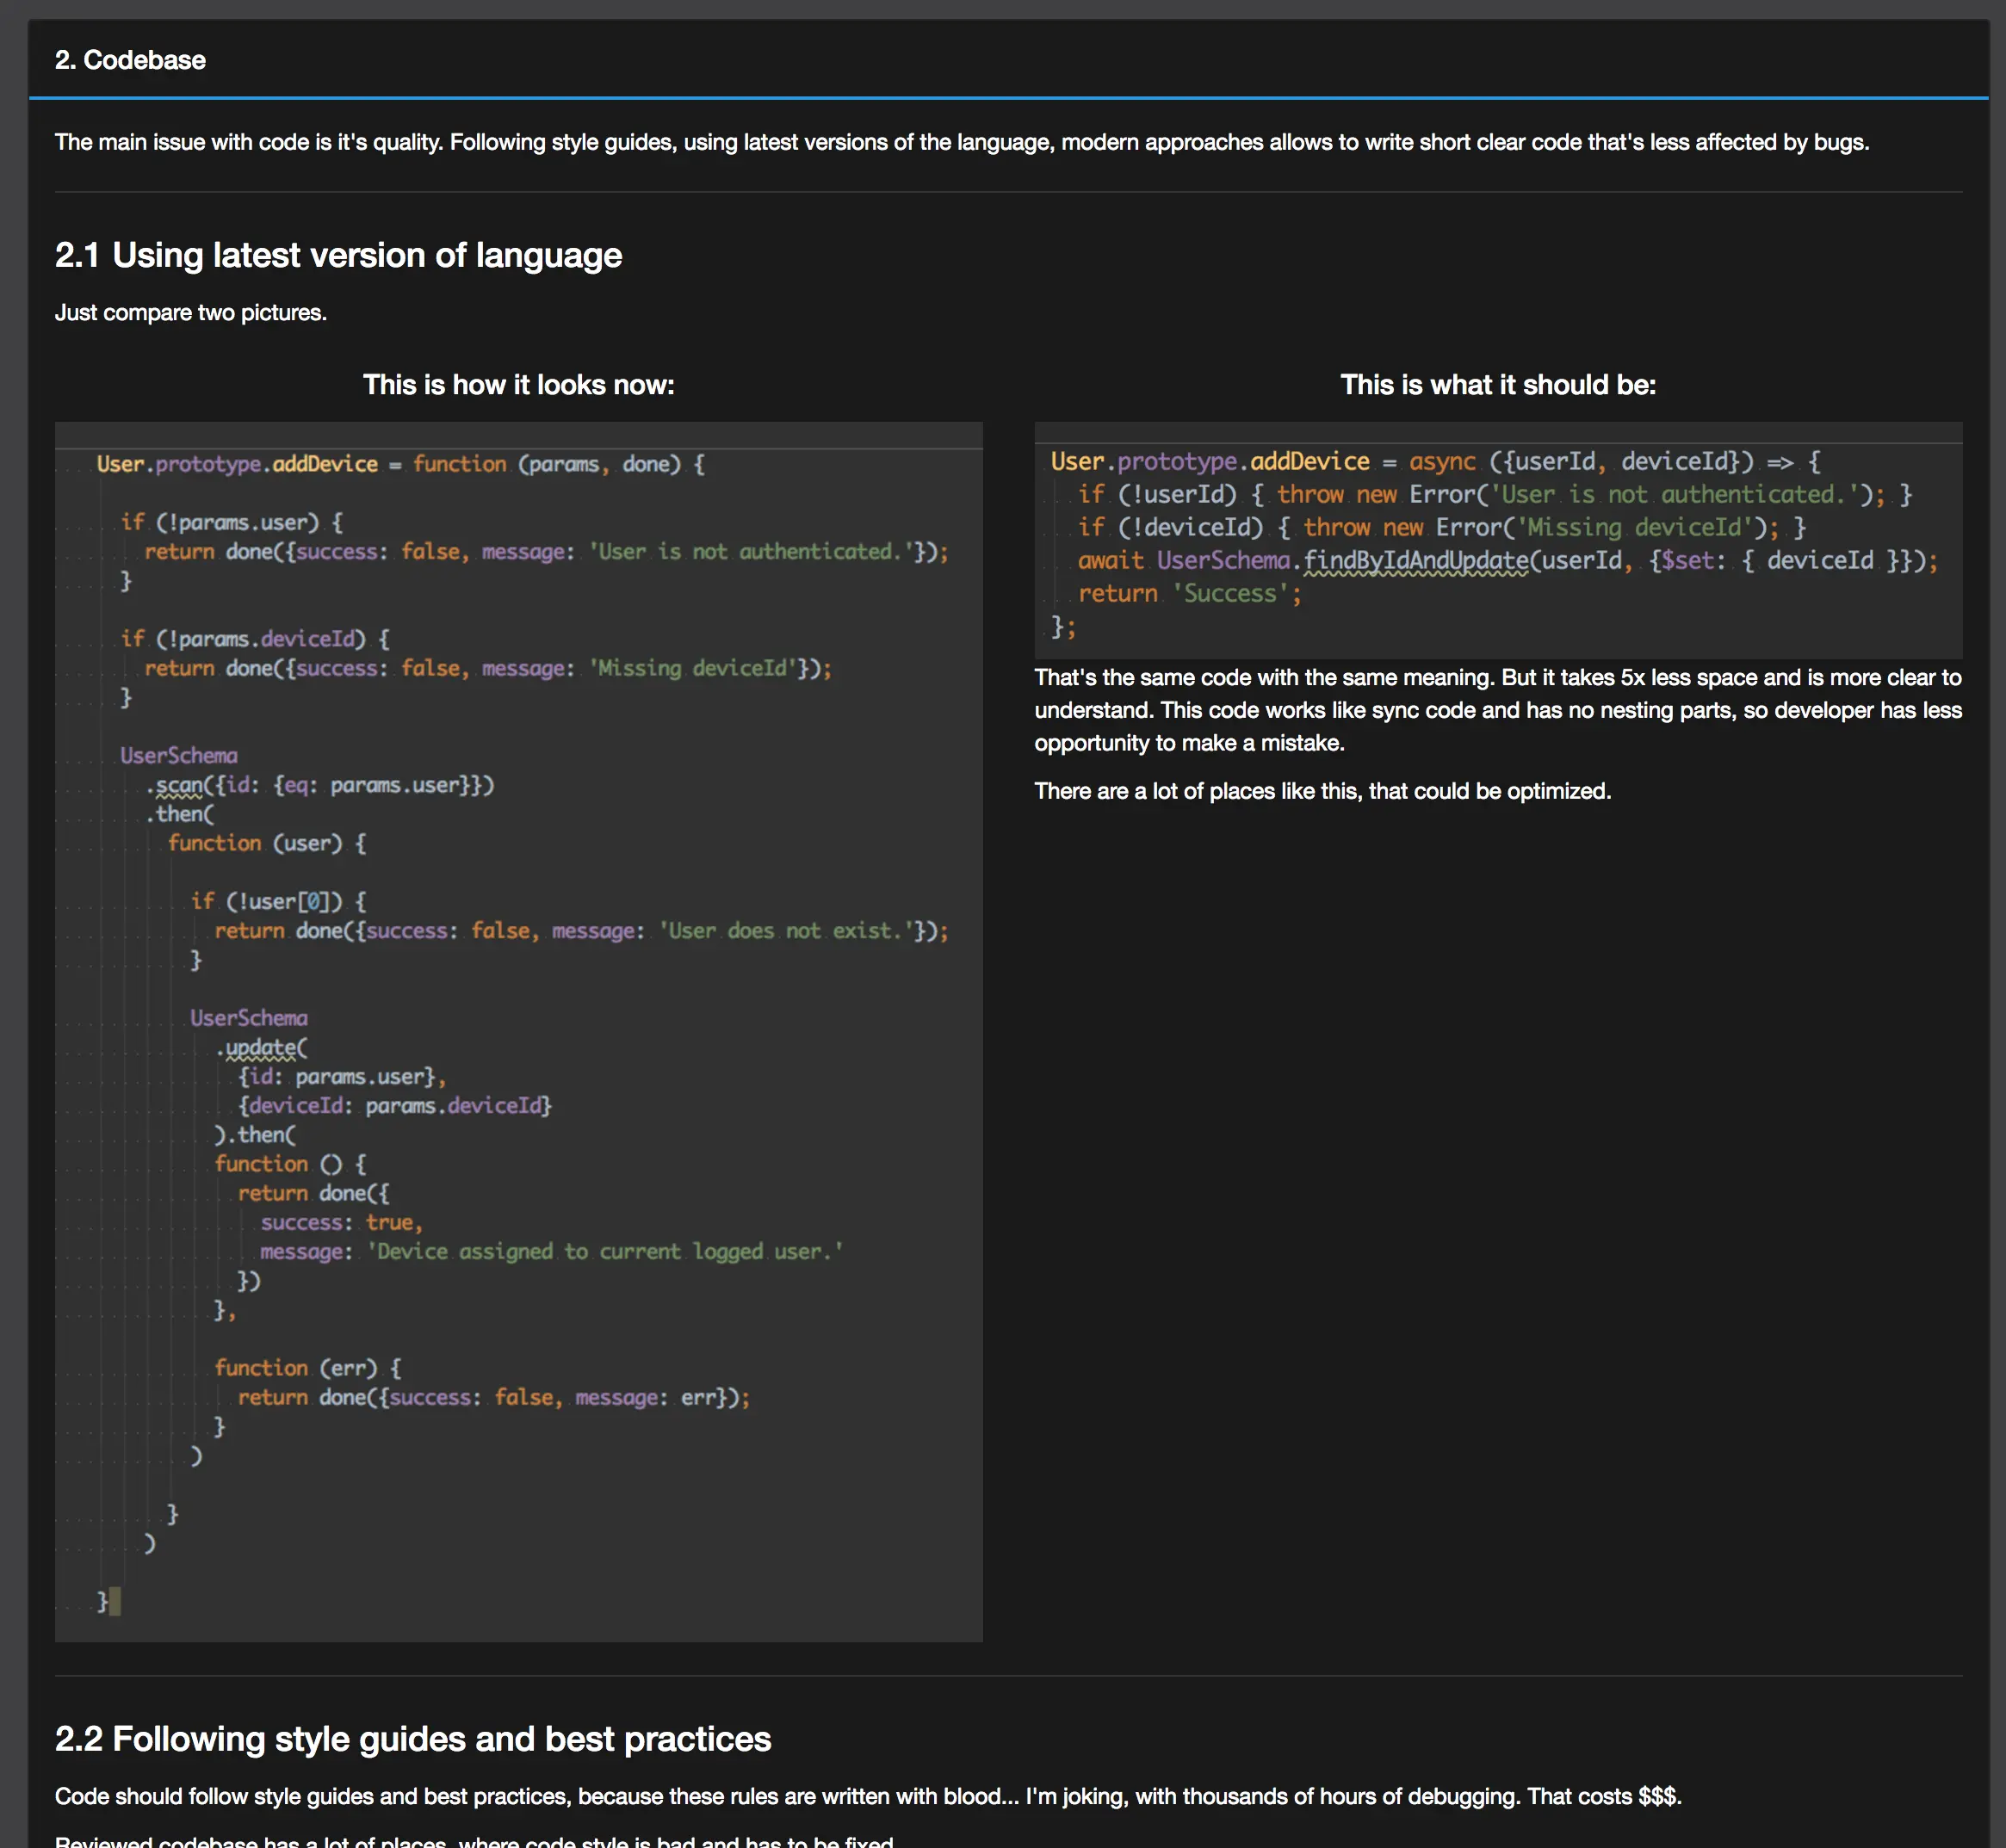 2. Codebase
The main issue with code is it's quality. Following style guides, using latest versions of the language, modern approaches allows to write short clear code that's less affected by bugs.
2.1 Using latest version of language
Just compare two pictures.
This is how it looks now:
User.prototype.addDevice = function (params, done) {
if (!params.user) {
return done({success: false, message: 'User is not authenticated.'});
}
if (!params.deviceId) {
return done({success: false, message: 'Missing deviceId'});
}
UserSchema
.scan({id: {eq: params.user}})
.then(
function (user) {
if (!user[0]) {
return done({success: false, message: 'User does not exist.'});
}
UserSchema
.update(
{id: params.user},
{deviceId: params.deviceId}
).then(
function () {
return done({
success: true,
message: 'Device assigned to current logged user.'
})
},
function (err) {
return done({success: false, message: err});
}
)
}
)
}
This is what it should be:
User.prototype.addDevice = async ({userId, deviceId}) => {
if (!userId) { throw new Error('User is not authenticated.'); }
if (!deviceId) { throw new Error('Missing deviceId'); }
await UserSchema.findByIdAndUpdate(userId, {$set: { deviceId }});
return 'Success';
};
That's the same code with the same meaning. But it takes 5x less space and is more clear to
understand. This code works like sync code and has no nesting parts, so developer has less
opportunity to make a mistake.
There are a lot of places like this, that could be optimized.
2.2 Following style guides and best practices
Code should follow style guides and best practices, because these rules are written with blood... I'm joking, with thousands of hours of debugging. That costs $$$.
Reviewed codebase has a lot of places, where code style is bad and has to be fixed